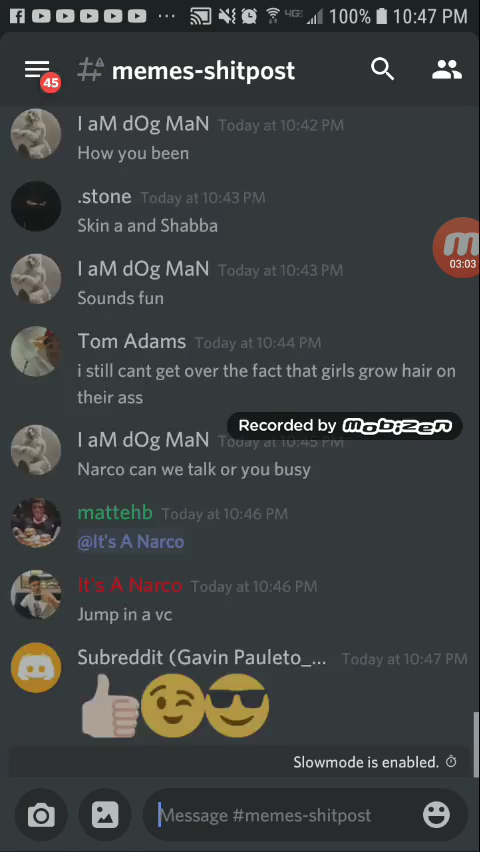 4G 100% 10:47 PM
45 # memes-shitpost
I aM dOg MaN Today at 10:42 PM
How you been
.stone Today at 10:43 PM
Skin a and Shabba
03:03
I aM dOg MaN Today at 10:43 PM
Sounds fun
Tom Adams Today at 10:44 PM
i still cant get over the fact that girls grow hair on
their ass
Recorded by mobizen
I aM dOg MaN Today at 10:45 PM
Narco can we talk or you busy
mattehb Today at 10:46 PM
@It's A Narco
It's A Narco Today at 10:46 PM
Jump in a vc
Subreddit (Gavin Pauleto_... Today at 10:47 PM
Slowmode is enabled.
Message #memes-shitpost